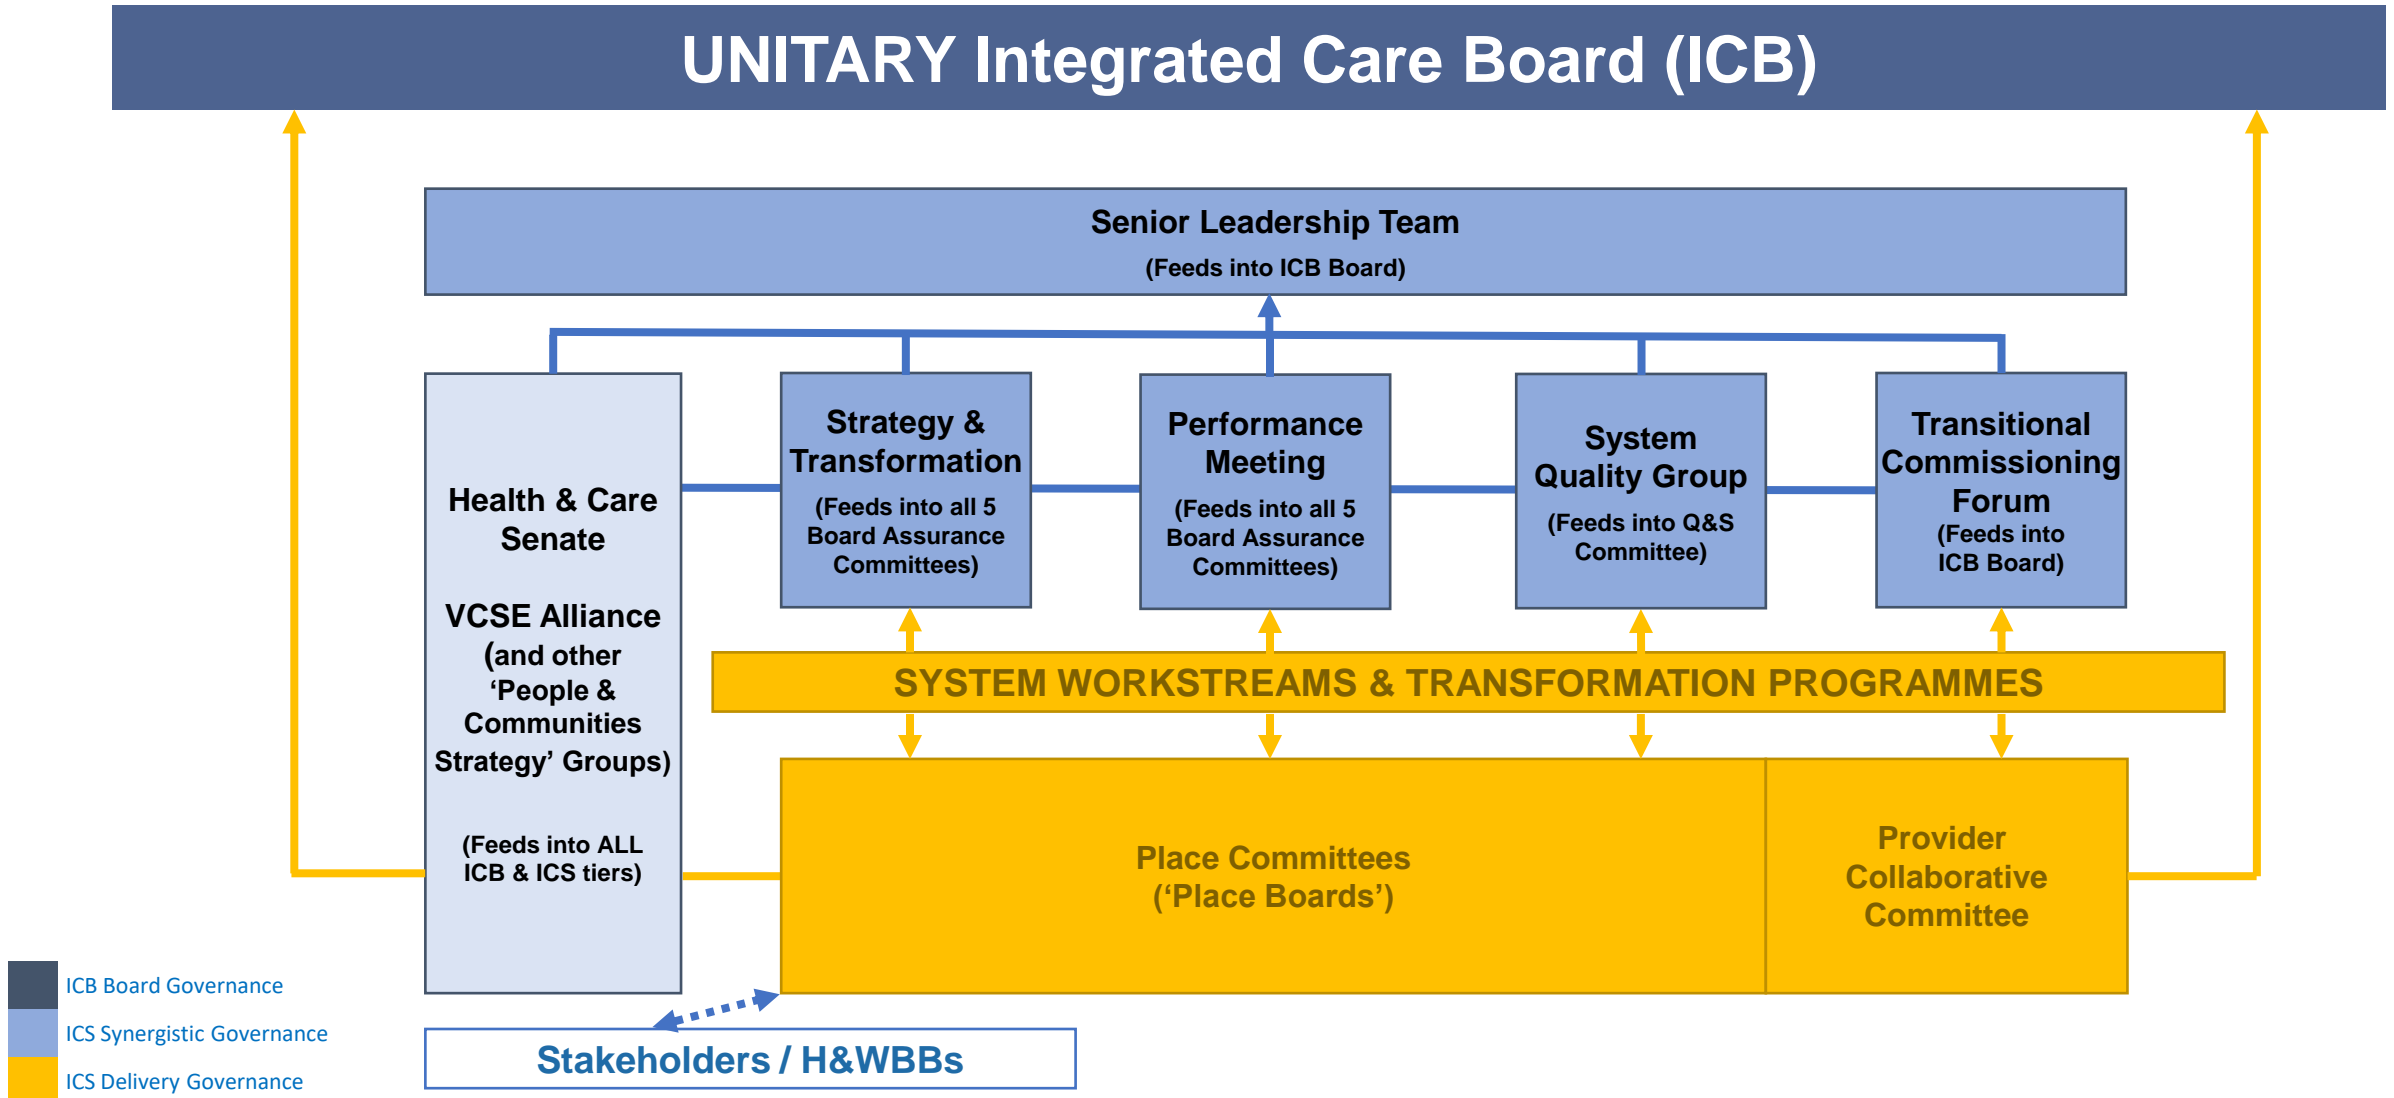 UNITARY Integrated Care Board (ICB)
Senior Leadership Team
(Feeds into ICB Board)
Health & Care
Senate
VCSE Alliance
(and other
‘People &
Communities
Strategy’ Groups)
(Feeds into ALL
ICB & ICS tiers)
Strategy &
Transformation
(Feeds into all 5
Board Assurance
Committees)
Performance
Meeting
(Feeds into all 5
Board Assurance
Committees)
System
Quality Group
(Feeds into Q&S
Committee)
Transitional
Commissioning
Forum
(Feeds into
ICB Board)
SYSTEM WORKSTREAMS & TRANSFORMATION PROGRAMMES
Place Committees
(‘Place Boards’)
Provider
Collaborative
Committee
Stakeholders / H&WBBs
ICB Board Governance
ICS Synergistic Governance
ICS Delivery Governance